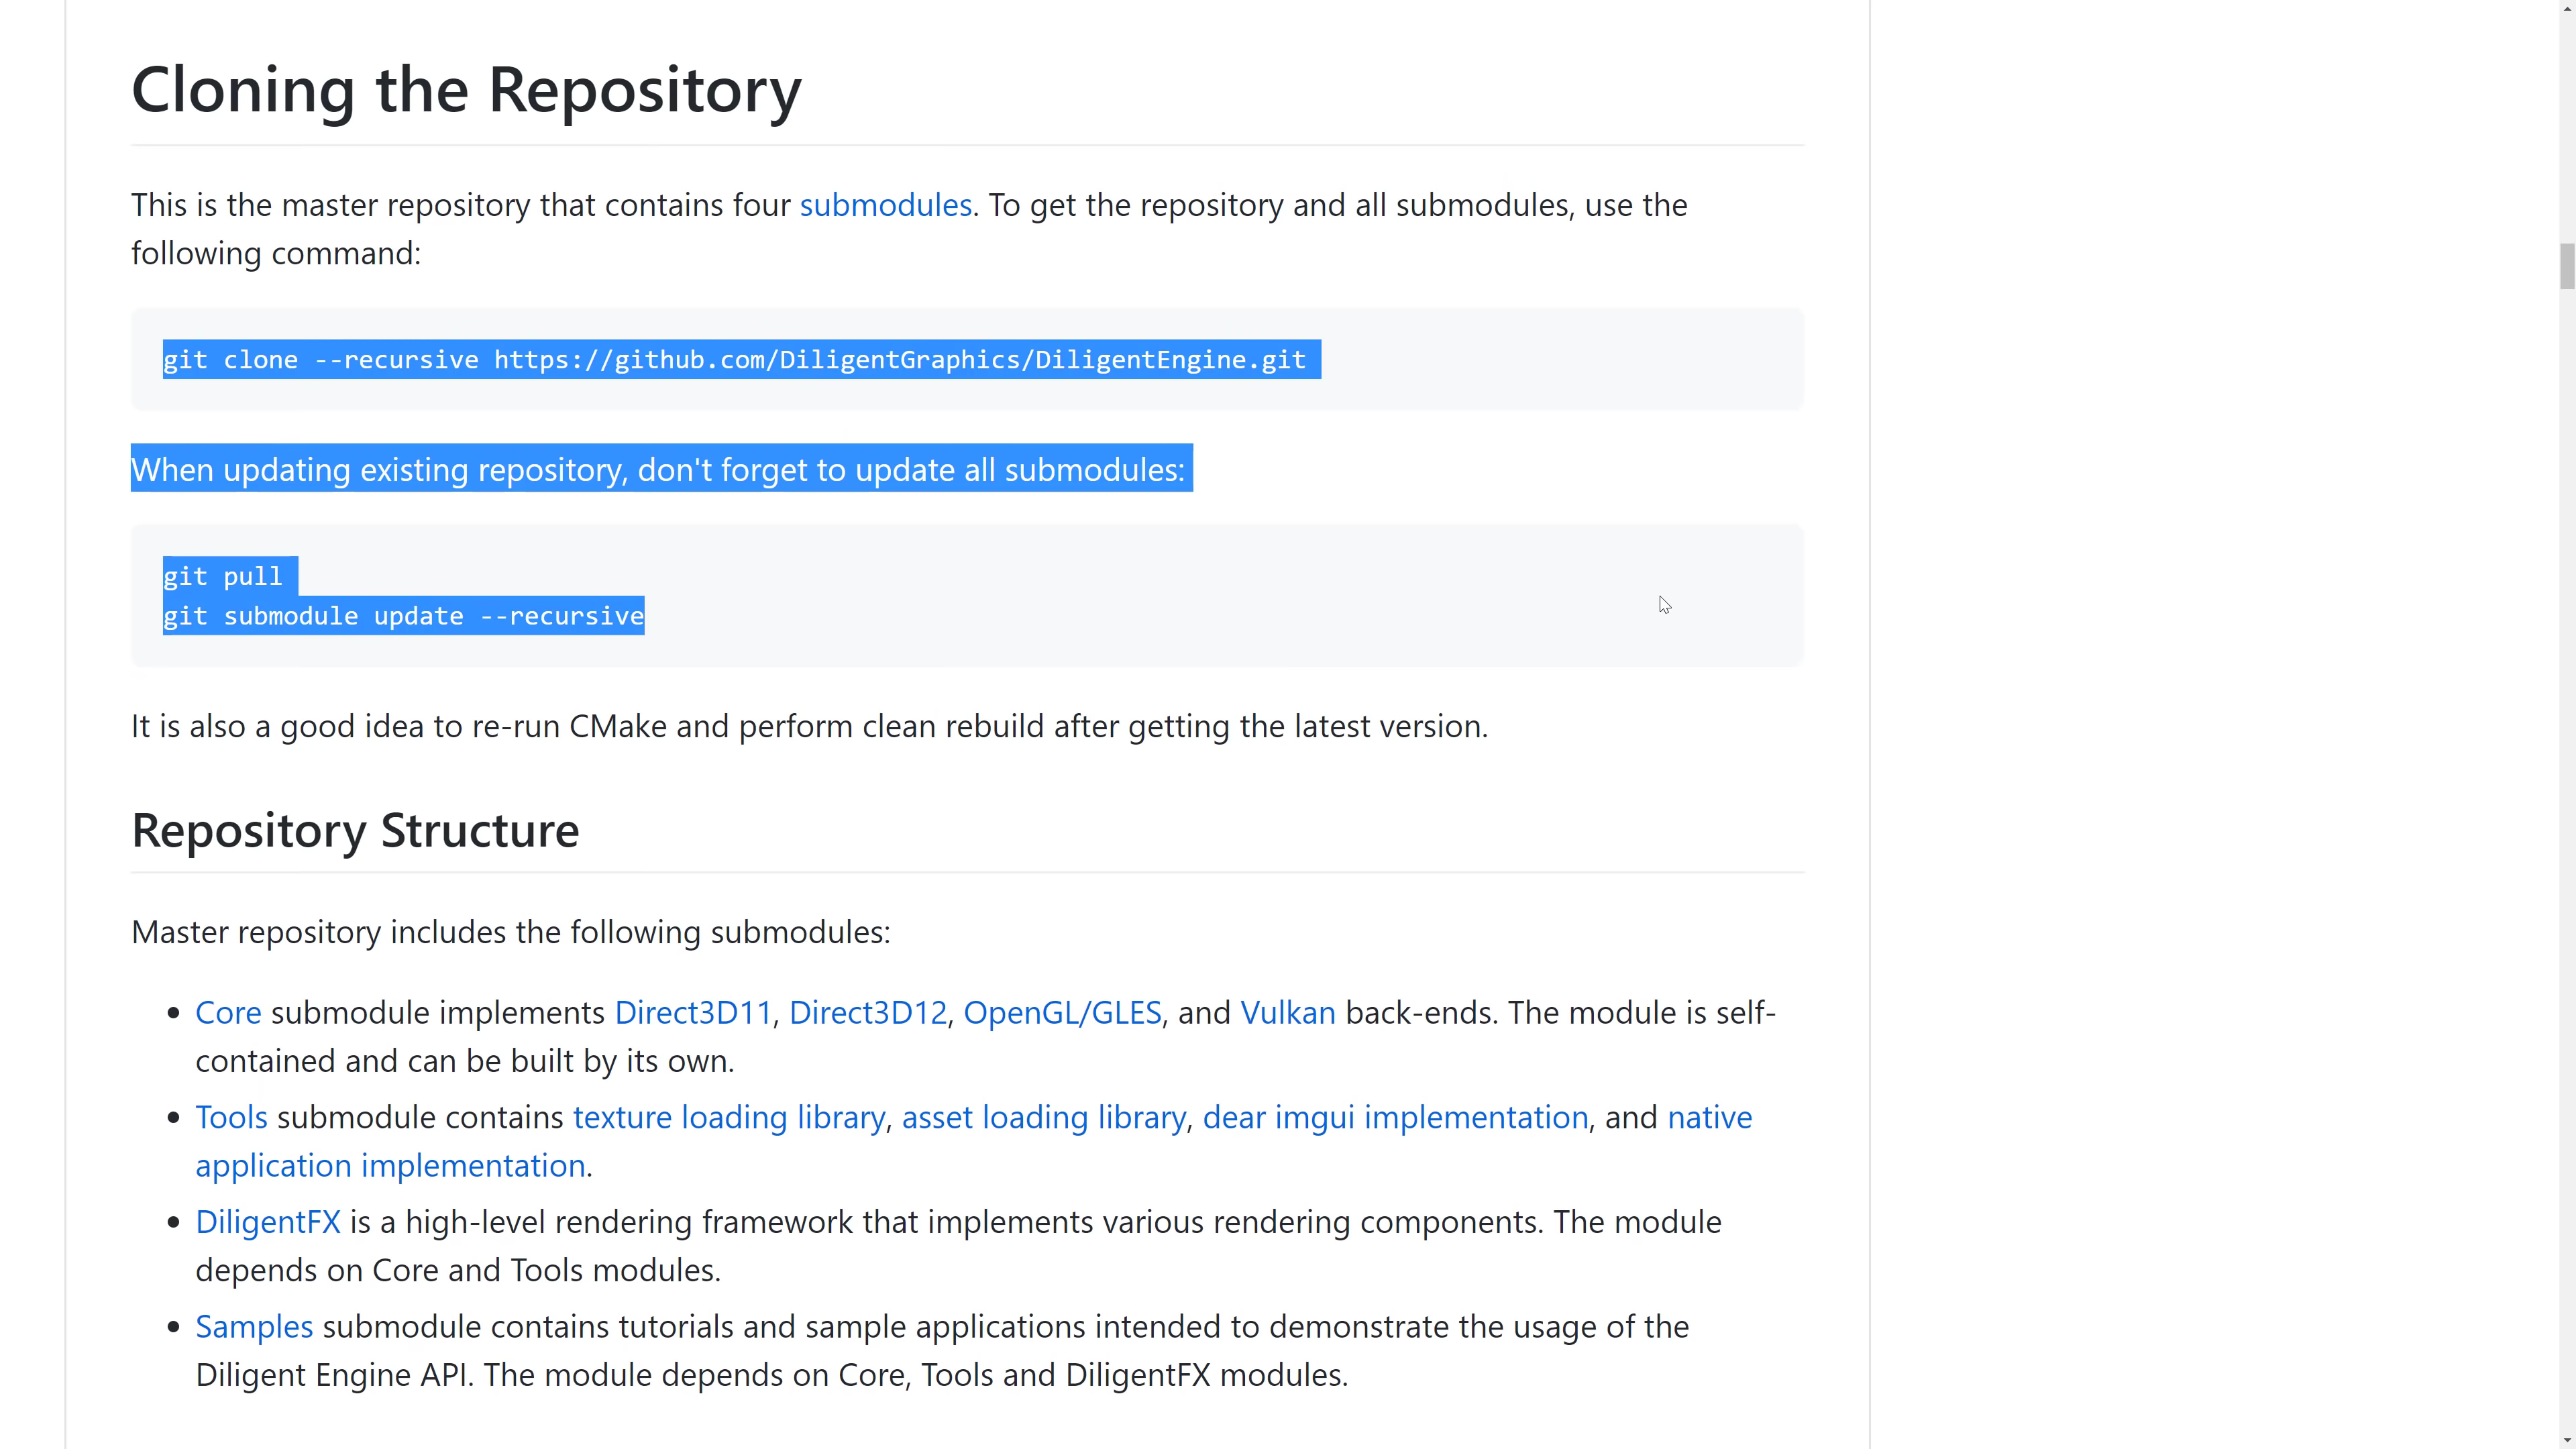 Cloning the Repository
This is the master repository that contains four submodules. To get the repository and all submodules, use the
following command:
git clone --recursive https://github.com/DiligentGraphics/DiligentEngine.git
When updating existing repository, don't forget to update all submodules:
git pull
git submodule update --recursive
It is also a good idea to re-run CMake and perform clean rebuild after getting the latest version.
Repository Structure
Master repository includes the following submodules:
• Core submodule implements Direct3D11, Direct3D12, OpenGL/GLES, and Vulkan back-ends. The module is self-
contained and can be built by its own.
• Tools submodule contains texture loading library, asset loading library, dear imgui implementation, and native
application implementation.
• DiligentFX is a high-level rendering framework that implements various rendering components. The module
depends on Core and Tools modules.
• Samples submodule contains tutorials and sample applications intended to demonstrate the usage of the
Diligent Engine API. The module depends on Core, Tools and DiligentFX modules.